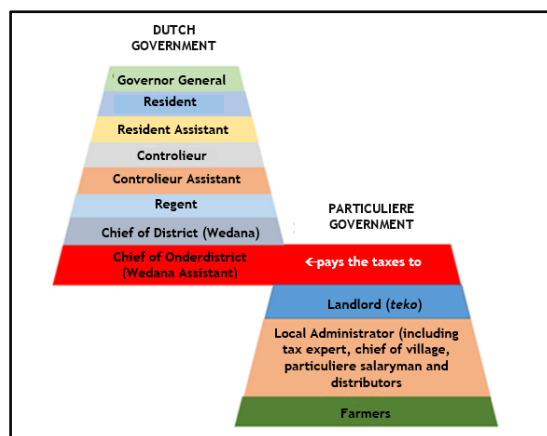 DUTCH
GOVERNMENT
Governor General
Resident
Resident Assistant
Controlieur
Controlieur Assistant
Regent
Chief of District (Wedana)
Chief of Onderdistrict
(Wedana Assistant)
PARTICULIERE
GOVERNMENT
←pays the taxes to
Landlord (teko)
Local Administrator (including
tax expert, chief of village,
particuliere salaryman and
distributors
Farmers